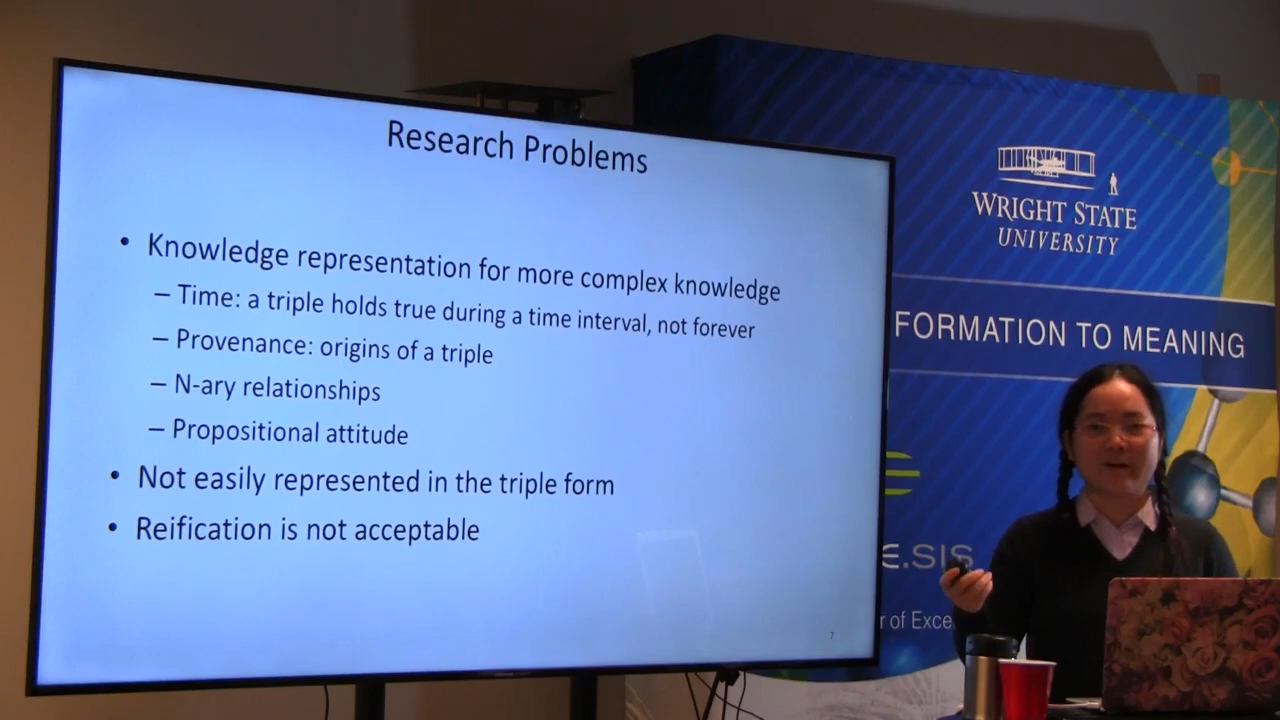 Research Problems
• Knowledge representation for more complex knowledge
– Time: a triple holds true during a time interval, not forever
– Provenance: origins of a triple
– N-ary relationships
– Propositional attitude
• Not easily represented in the triple form
• Reification is not acceptable
7
WRIGHT STATE
UNIVERSITY
FORMATION TO MEANING
E.SIS
r of Exce